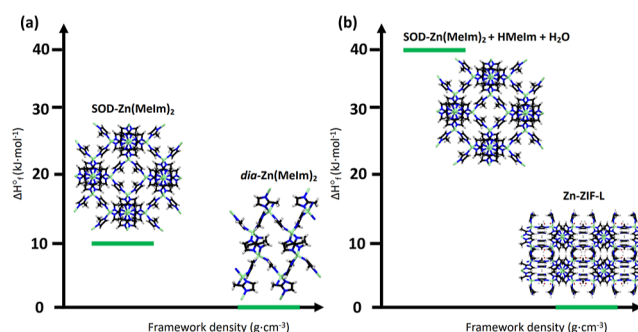 (a)
40
30
20
10
0
ΔH°f (kJ·mol⁻¹)
SOD-Zn(MeIm)₂
dia-Zn(MeIm)₂
Framework density (g·cm⁻³)
(b)
40
30
20
10
0
ΔH°f (kJ·mol⁻¹)
SOD-Zn(MeIm)₂ + HMeIm + H₂O
Zn-ZIF-L
Framework density (g·cm⁻³)